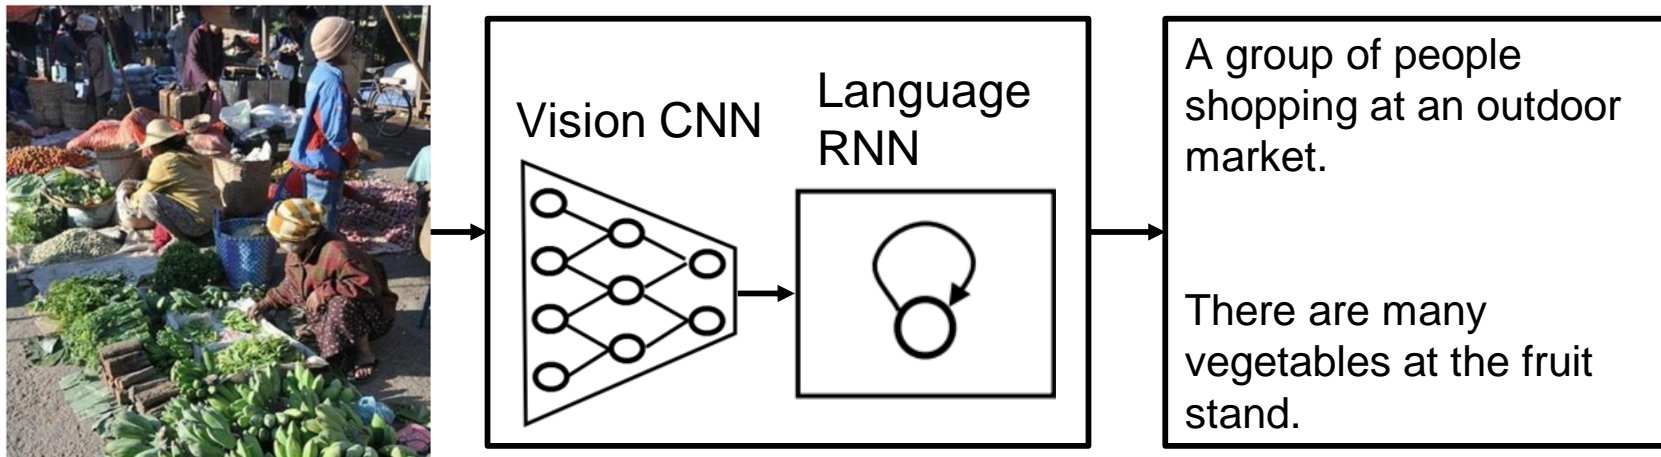 Vision CNN
Language
RNN
A group of people
shopping at an outdoor
market.
There are many
vegetables at the fruit
stand.